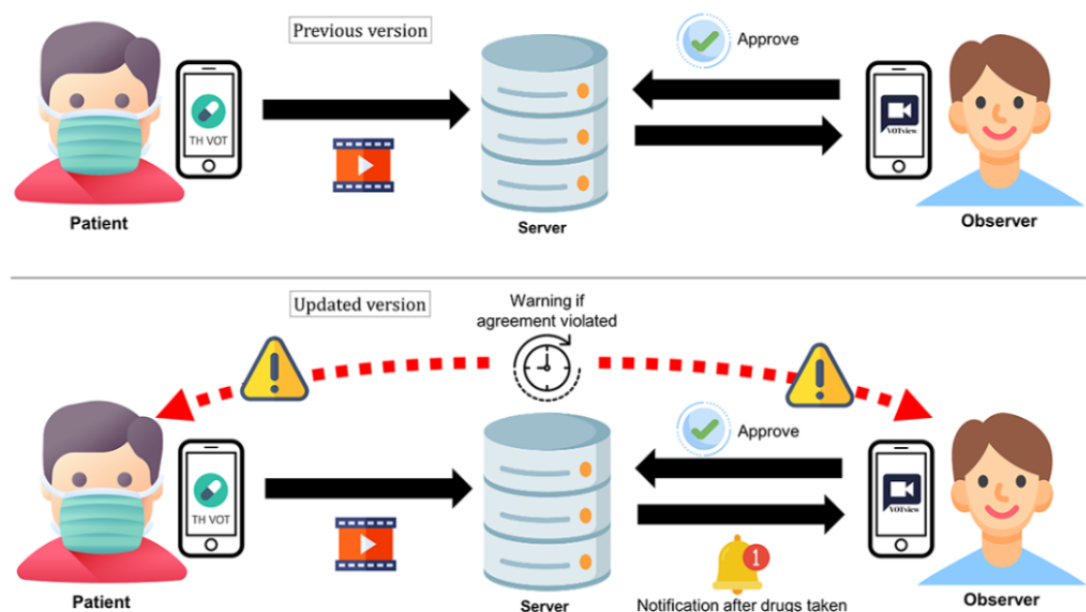 Previous version
Approve
TH VOT
VOTview
Patient
Server
Observer
Updated version
Warning if
agreement violated
Approve
TH VOT
VOTview
1
Patient
Server
Notification after drugs taken
Observer